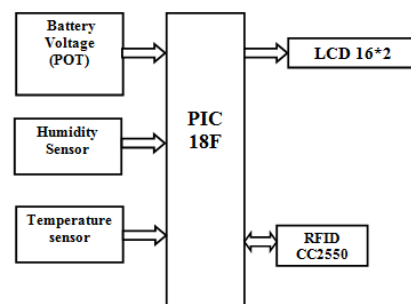 Battery
Voltage
(POT)
LCD 16*2
PIC
18F
Humidity
Sensor
Temperature
sensor
RFID
CC2550